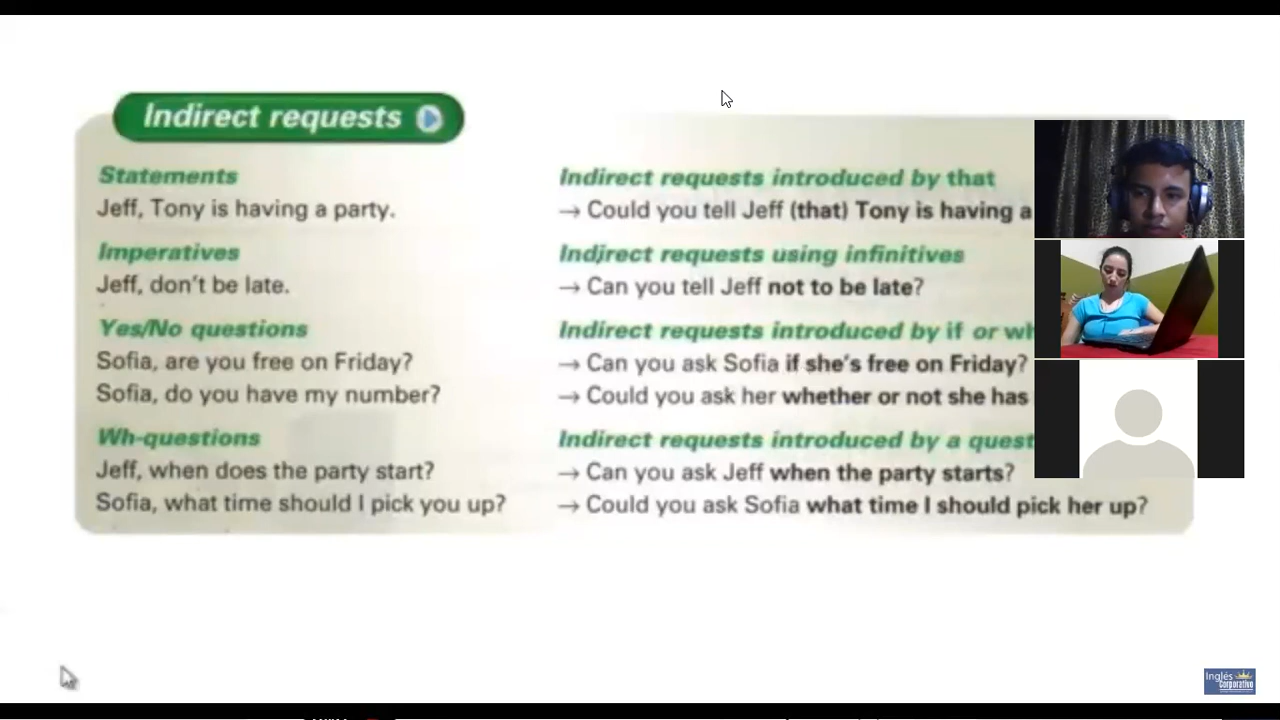 Indirect requests
Statements
Jeff, Tony is having a party.
Indirect requests introduced by that
→ Could you tell Jeff (that) Tony is having a
Imperatives
Jeff, don't be late.
Indirect requests using infinitives
→ Can you tell Jeff not to be late?
Yes/No questions
Sofia, are you free on Friday?
Sofia, do you have my number?
Indirect requests introduced by if or wh
→ Can you ask Sofia if she's free on Friday?
→ Could you ask her whether or not she has
Wh-questions
Jeff, when does the party start?
Sofia, what time should I pick you up?
Indirect requests introduced by a quest
→ Can you ask Jeff when the party starts?
→ Could you ask Sofia what time I should pick her up?
Inglés
Corporativo